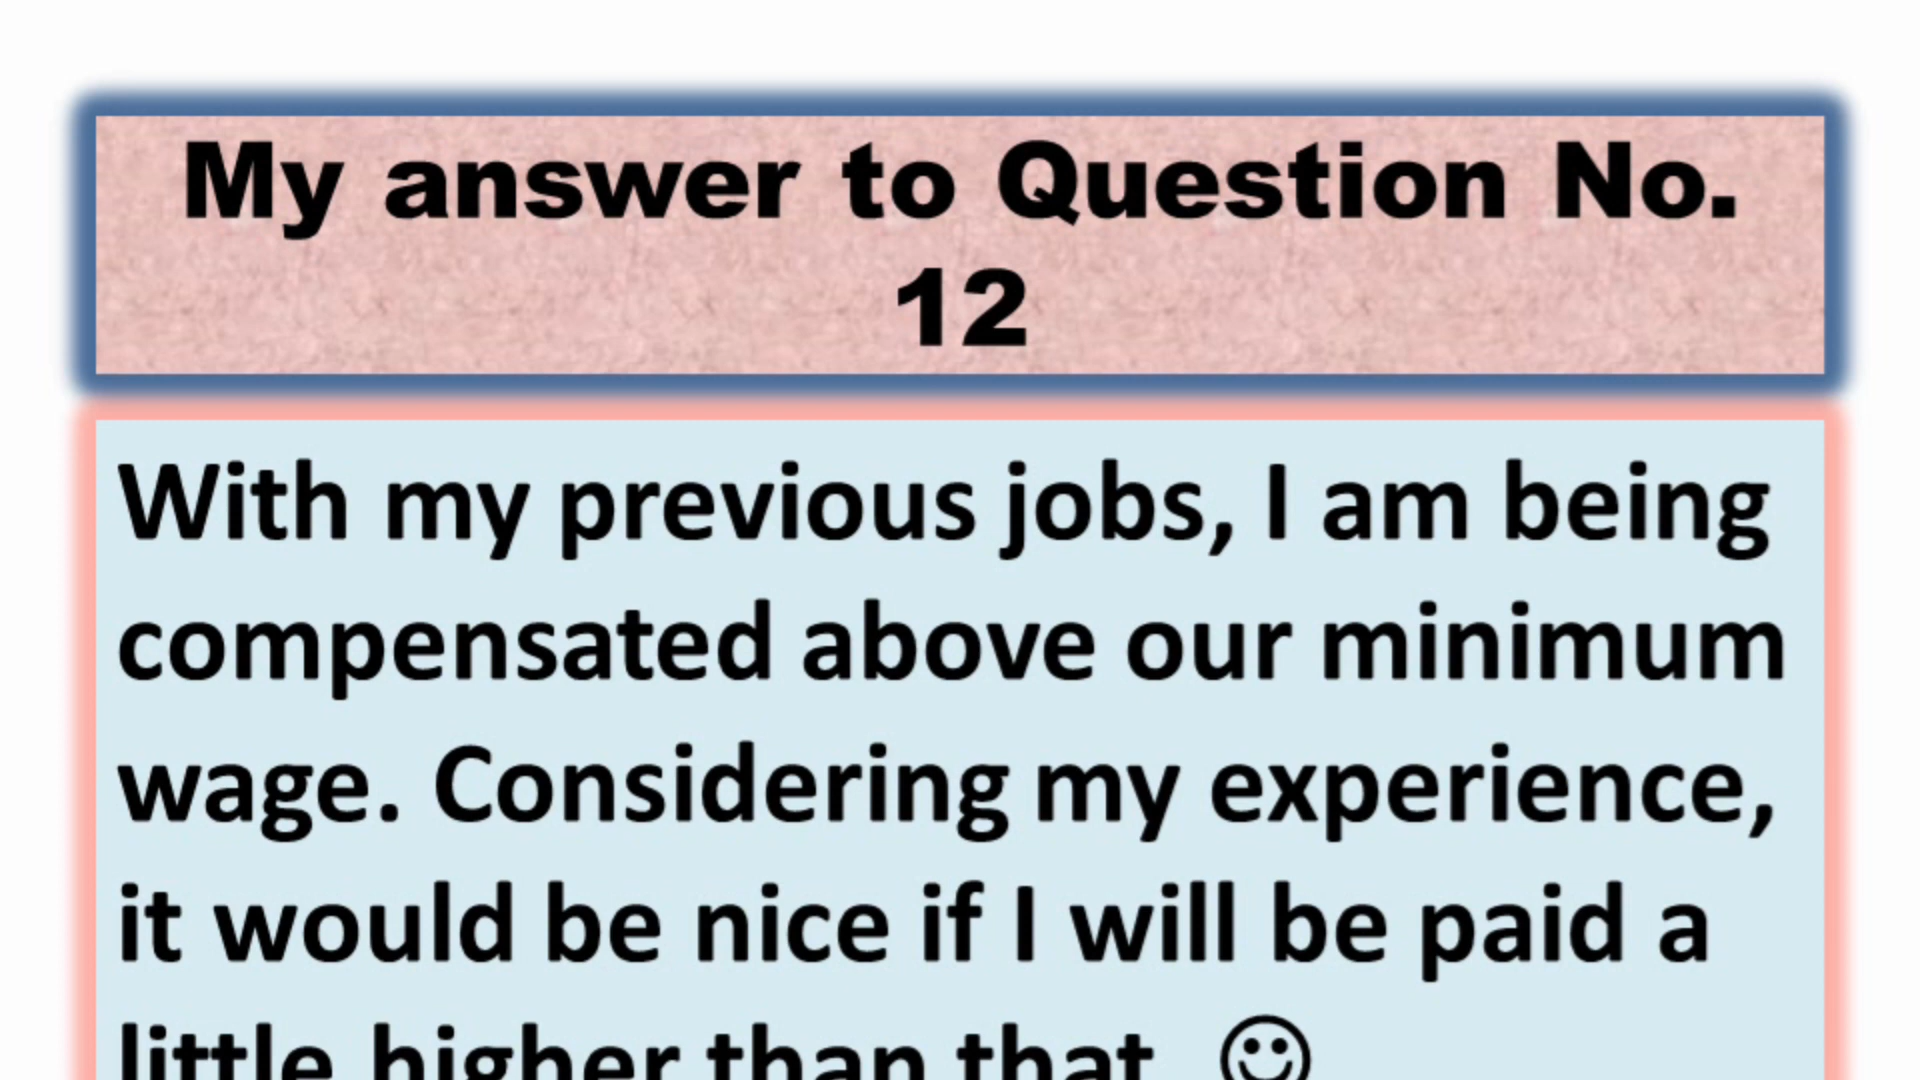 My answer to Question No.
12
With my previous jobs, I am being
compensated above our minimum
wage. Considering my experience,
it would be nice if I will be paid a
little higher than that ☺